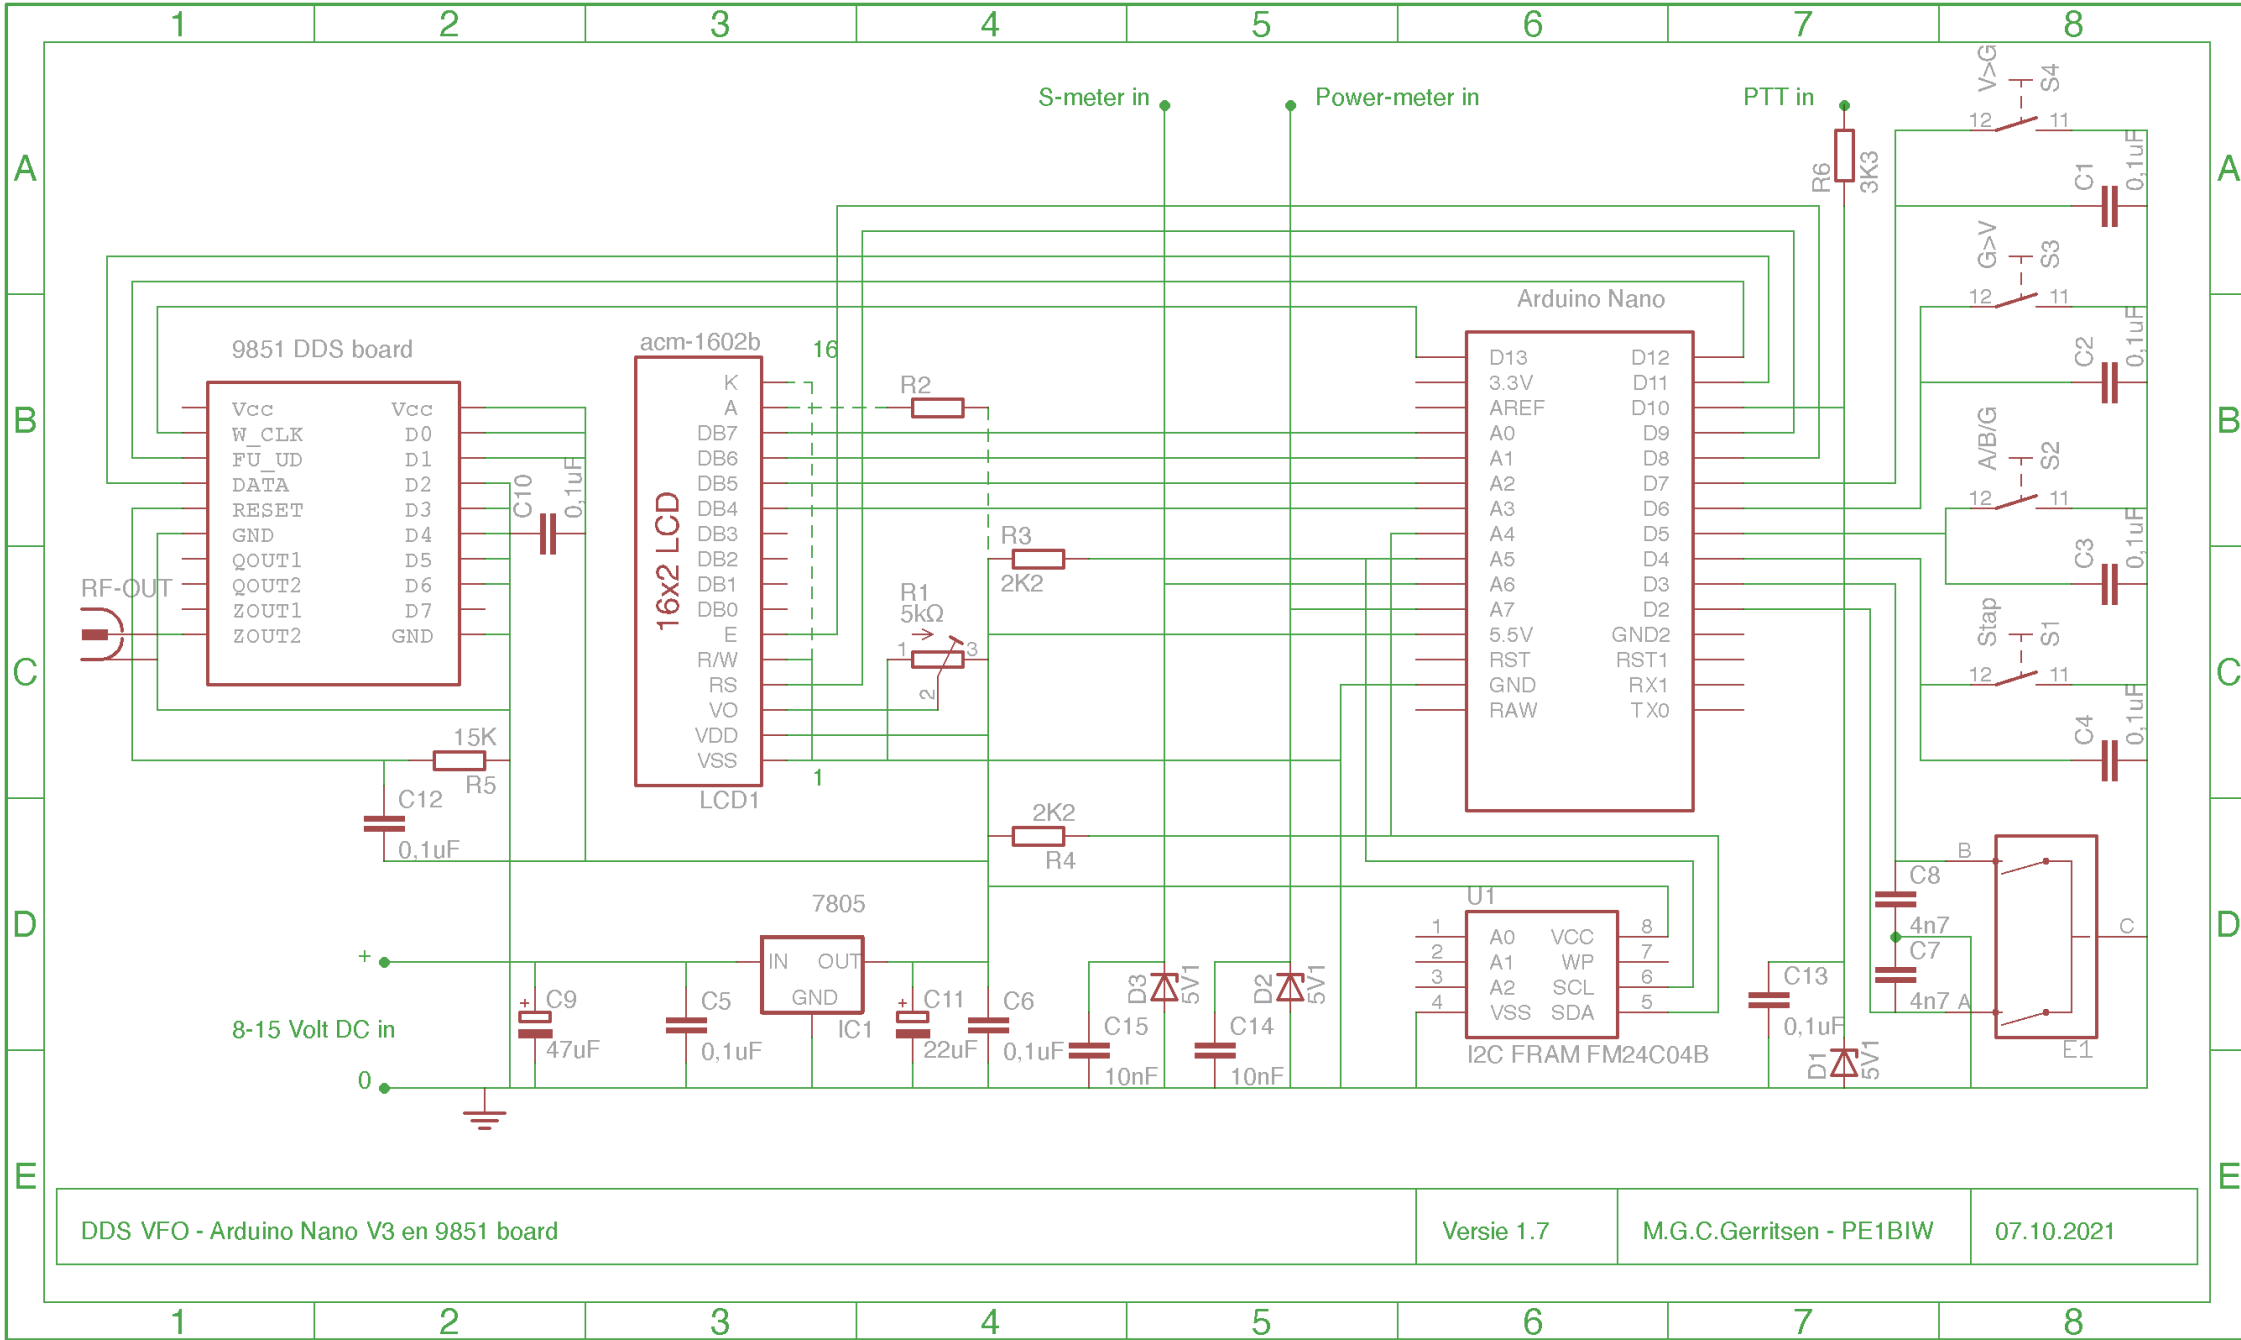 1 2 3 4 5 6 7 8
A A
B B
C C
D D
E E
S-meter in
Power-meter in
PTT in
R6
3K3
V>G
S4
12 11
C1
0,1uF
G>V
S3
12 11
C2
0,1uF
A/B/G
S2
12 11
C3
0,1uF
Stap
S1
12 11
C4
0,1uF
9851 DDS board
Vcc Vcc
W_CLK D0
FU_UD D1
DATA D2
RESET D3
GND D4
QOUT1 D5
QOUT2 D6
ZOUT1 D7
ZOUT2 GND
RF-OUT
C10
0,1uF
15K
R5
C12
0,1uF
acm-1602b
16
16x2 LCD
K
A
DB7
DB6
DB5
DB4
DB3
DB2
DB1
DB0
E
R/W
RS
VO
VDD
VSS
1
LCD1
R2
R3
2K2
R1
5kΩ
1 3
2
2K2
R4
Arduino Nano
D13 D12
3.3V D11
AREF D10
A0 D9
A1 D8
A2 D7
A3 D6
A4 D5
A5 D4
A6 D3
A7 D2
5.5V GND2
RST RST1
GND RX1
RAW TX0
7805
IN OUT
GND
IC1
+
8-15 Volt DC in
0
+
C9
47uF
C5
0,1uF
+
C11
22uF
C6
0,1uF
C15
10nF
D3
5V1
C14
10nF
D2
5V1
U1
1 A0 VCC 8
2 A1 WP 7
3 A2 SCL 6
4 VSS SDA 5
I2C FRAM FM24C04B
C13
0,1uF
D1
5V1
B
C8
4n7
C7
4n7 A
C
E1
DDS VFO - Arduino Nano V3 en 9851 board
Versie 1.7
M.G.C.Gerritsen - PE1BIW
07.10.2021
1 2 3 4 5 6 7 8